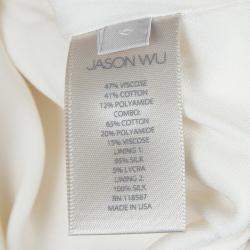 JASON WU
47% VISCOSE
41% COTTON
12% POLYAMIDE
COMBO:
65% COTTON
20% POLYAMIDE
15% VISCOSE
LINING 1:
95% SILK
5% LYCRA
LINING 2:
100% SILK
RN 118587
MADE IN USA